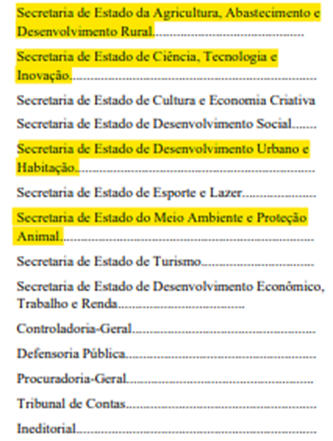 Secretaria de Estado da Agricultura, Abastecimento e
Desenvolvimento Rural..........................................
Secretaria de Estado de Ciência, Tecnologia e
Inovação....................................................................
Secretaria de Estado de Cultura e Economia Criativa
Secretaria de Estado de Desenvolvimento Social.......
Secretaria de Estado de Desenvolvimento Urbano e
Habitação..................................................................
Secretaria de Estado de Esporte e Lazer.....................
Secretaria de Estado do Meio Ambiente e Proteção
Animal......................................................................
Secretaria de Estado de Turismo................................
Secretaria de Estado de Desenvolvimento Econômico,
Trabalho e Renda....................................
Controladoria-Geral...................................................
Defensoria Pública.....................................................
Procuradoria-Geral....................................................
Tribunal de Contas.....................................................
Ineditorial...................................................................